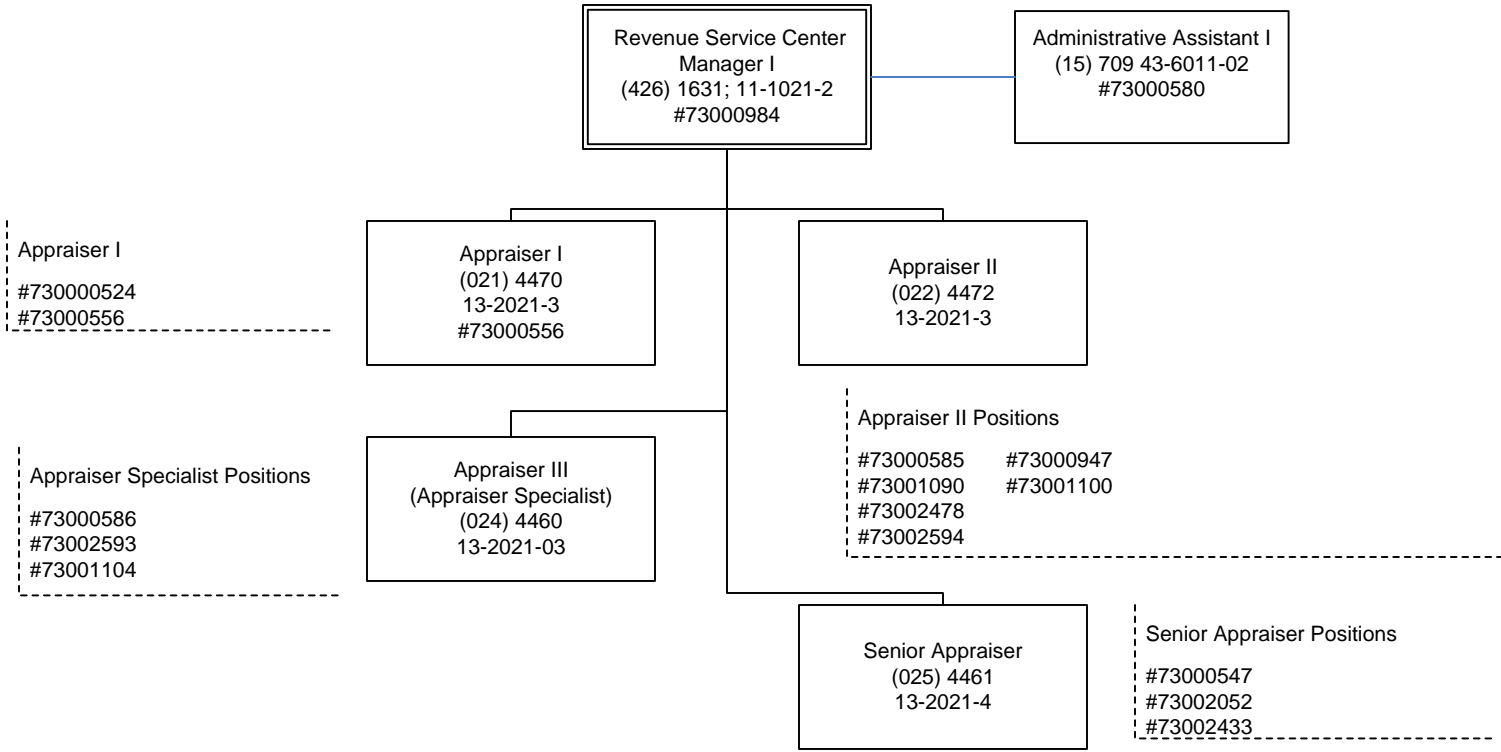 Revenue Service Center
Manager I
(426) 1631; 11-1021-2
#73000984
Administrative Assistant I
(15) 709 43-6011-02
#73000580
Appraiser I
#730000524
#73000556
Appraiser I
(021) 4470
13-2021-3
#73000556
Appraiser II
(022) 4472
13-2021-3
Appraiser Specialist Positions
#73000586
#73002593
#73001104
Appraiser III
(Appraiser Specialist)
(024) 4460
13-2021-03
Appraiser II Positions
#73000585 #73000947
#73001090 #73001100
#73002478
#73002594
Senior Appraiser
(025) 4461
13-2021-4
Senior Appraiser Positions
#73000547
#73002052
#73002433